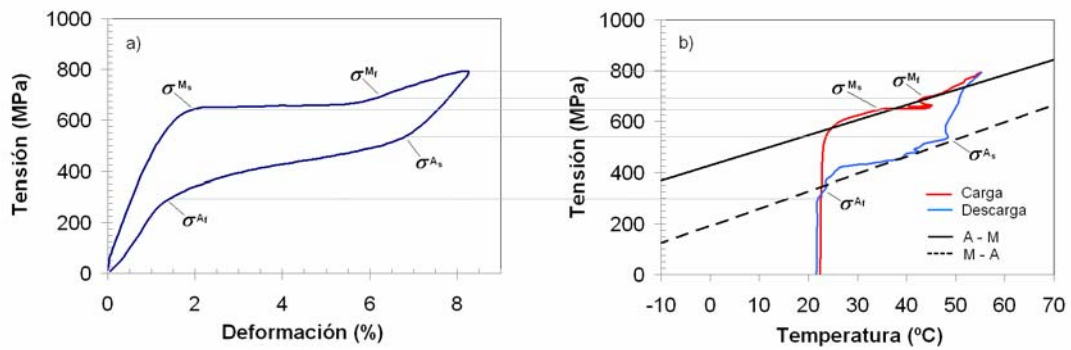 a)
Tensión (MPa)
1000
800
600
400
200
0
σMs
σMf
σAs
σAf
0
2
4
6
8
Deformación (%)
b)
Tensión (MPa)
1000
800
600
400
200
0
σMs
σMf
σAs
σAf
Carga
Descarga
A - M
M - A
-10
0
10
20
30
40
50
60
70
Temperatura (ºC)